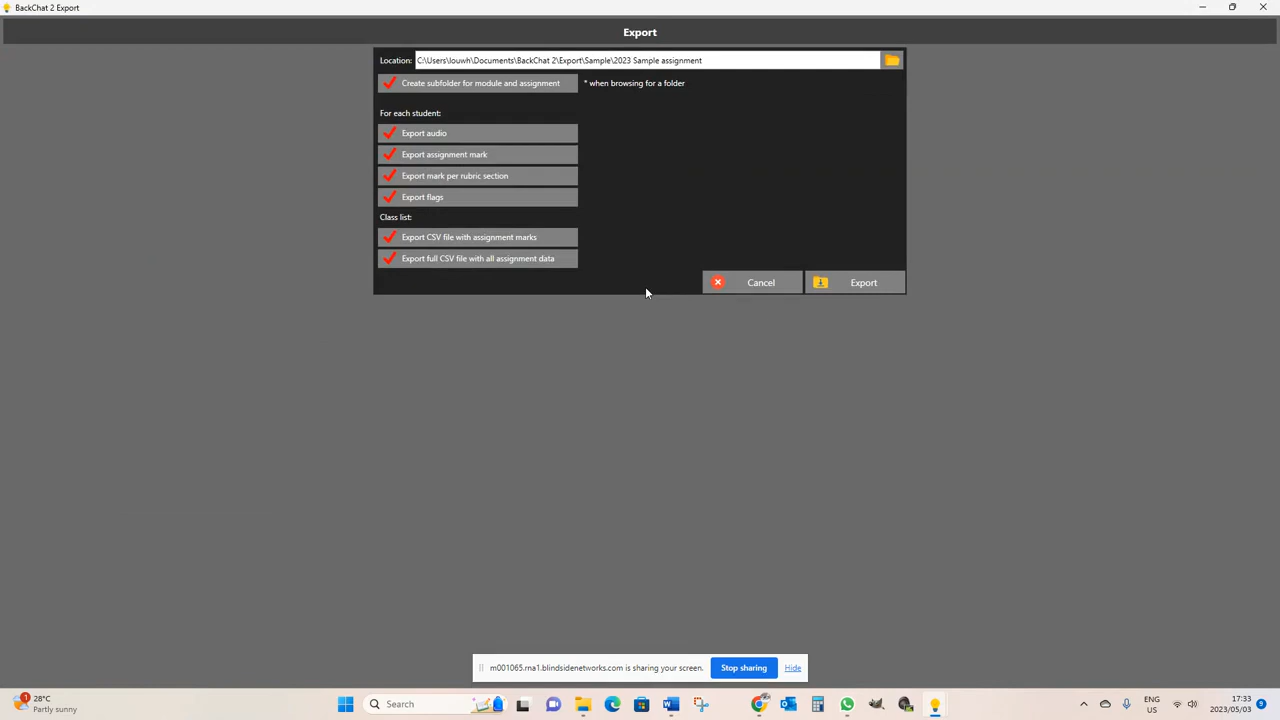 BackChat 2 Export
Export
Location: C:\Users\louwh\Documents\BackChat 2\Export\Sample\2023 Sample assignment
Create subfolder for module and assignment * when browsing for a folder
For each student:
Export audio
Export assignment mark
Export mark per rubric section
Export flags
Class list:
Export CSV file with assignment marks
Export full CSV file with all assignment data
Cancel Export
m001065.rna1.blindsidenetworks.com is sharing your screen. Stop sharing Hide
1 28°C
Partly sunny
Search
ENG
US
17:33
2023/05/03
9